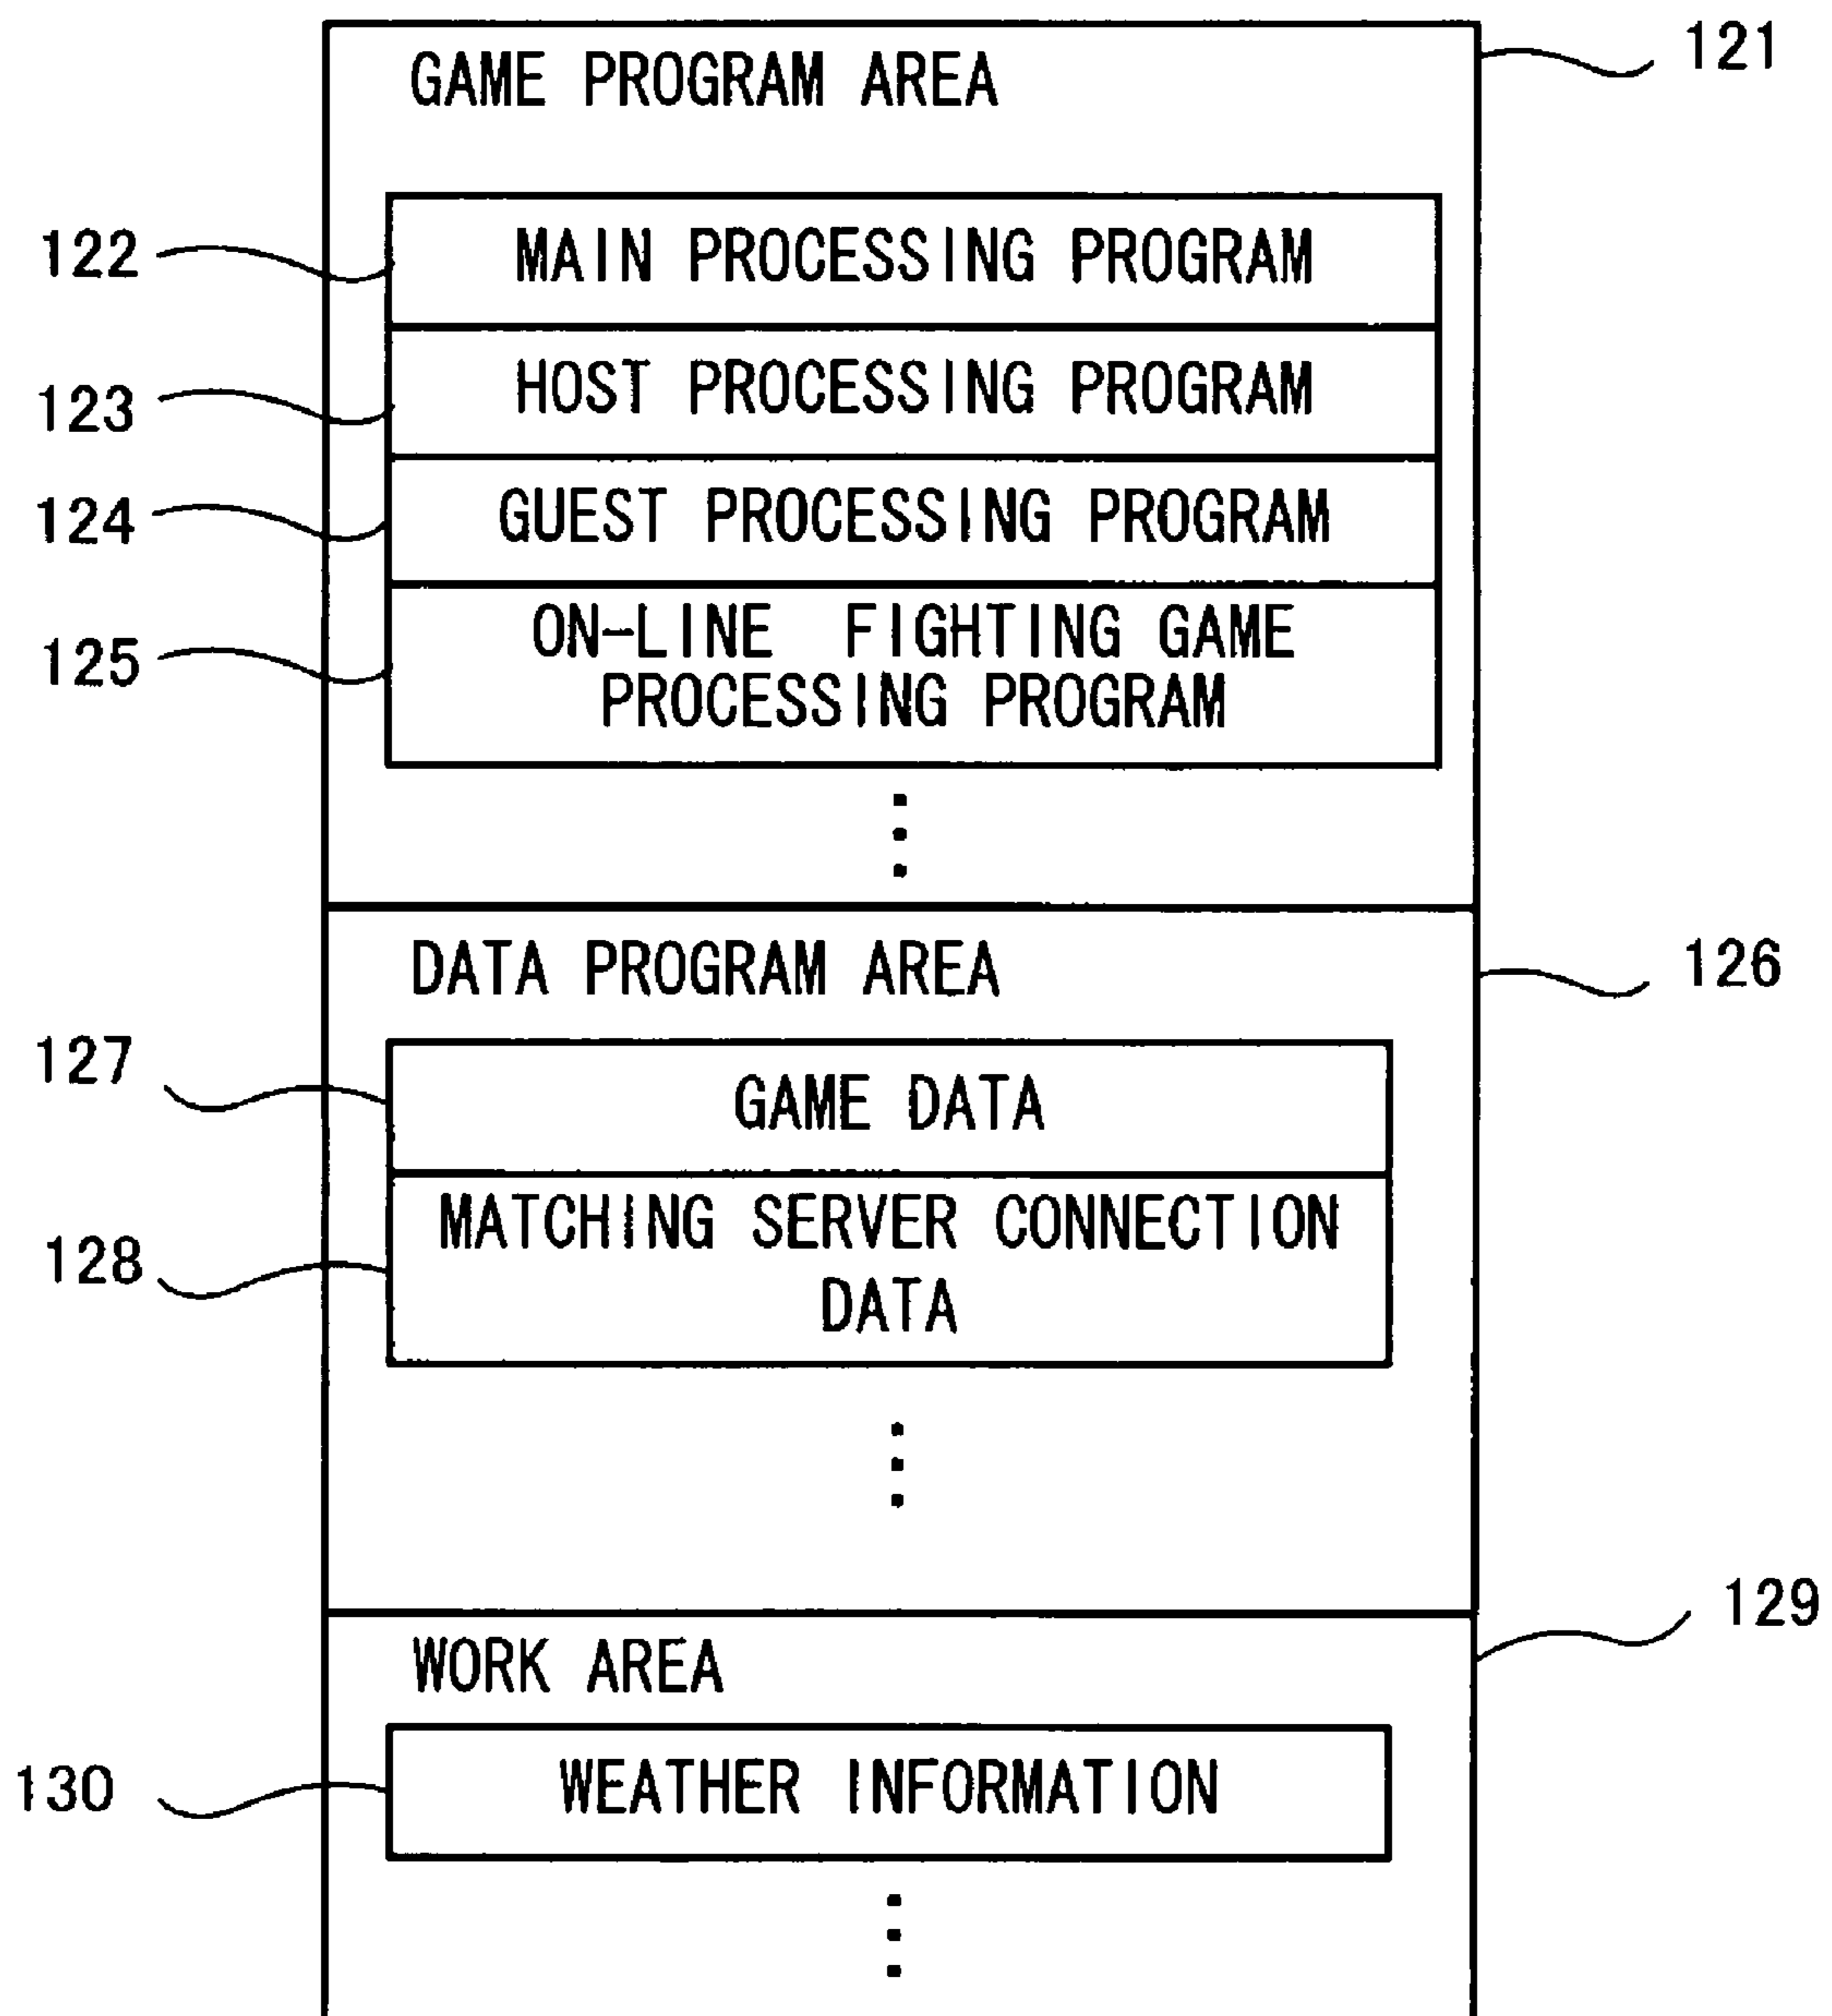 GAME PROGRAM AREA
121
122
MAIN PROCESSING PROGRAM
123
HOST PROCESSING PROGRAM
124
GUEST PROCESSING PROGRAM
125
ON-LINE FIGHTING GAME
PROCESSING PROGRAM
DATA PROGRAM AREA
126
127
GAME DATA
128
MATCHING SERVER CONNECTION
DATA
129
WORK AREA
130
WEATHER INFORMATION